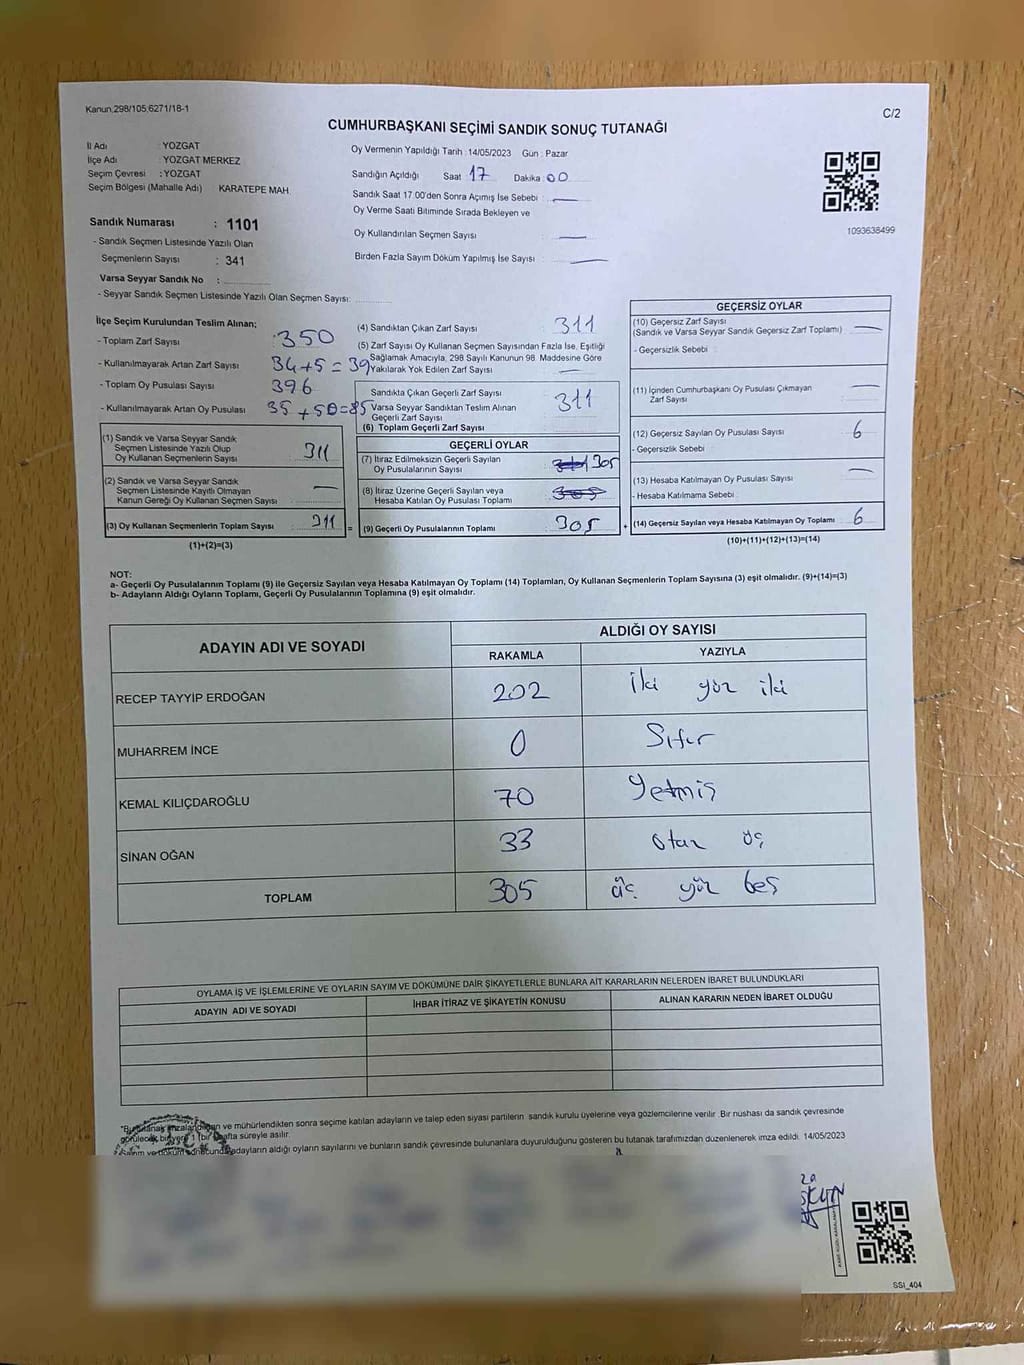 Kanun,298/105,6271/18-1
C/2
CUMHURBAŞKANI SEÇİMİ SANDIK SONUÇ TUTANAĞI
İl Adı : YOZGAT
İlçe Adı : YOZGAT MERKEZ
Seçim Çevresi : YOZGAT
Seçim Bölgesi (Mahalle Adı) KARATEPE MAH.
Oy Vermenin Yapıldığı Tarih : 14/05/2023 Gün : Pazar
Sandığın Açıldığı Saat : 17 Dakika : 00
Sandık Saat 17.00'den Sonra Açımış İse Sebebi : —
Oy Verme Saati Bitiminde Sırada Bekleyen ve
Oy Kullandırılan Seçmen Sayısı : —
Birden Fazla Sayım Döküm Yapılmış İse Sayısı : —
1093638499
Sandık Numarası : 1101
- Sandık Seçmen Listesinde Yazılı Olan
Seçmenlerin Sayısı : 341
Varsa Seyyar Sandık No :
- Seyyar Sandık Seçmen Listesinde Yazılı Olan Seçmen Sayısı:
İlçe Seçim Kurulundan Teslim Alınan;
- Toplam Zarf Sayısı : 350
- Kullanılmayarak Artan Zarf Sayısı 34+5=39
- Toplam Oy Pusulası Sayısı : 396
- Kullanılmayarak Artan Oy Pusulası 35+50=85
(1) Sandık ve Varsa Seyyar Sandık
Seçmen Listesinde Yazılı Olup
Oy Kullanan Seçmenlerin Sayısı 311
(2) Sandık ve Varsa Seyyar Sandık
Seçmen Listesinde Kayıtlı Olmayan
Kanun Gereği Oy Kullanan Seçmen Sayısı —
(3) Oy Kullanan Seçmenlerin Toplam Sayısı 311
(1)+(2)=(3)
(4) Sandıktan Çıkan Zarf Sayısı 311
(5) Zarf Sayısı Oy Kullanan Seçmen Sayısından Fazla İse, Eşitliği
Sağlamak Amacıyla, 298 Sayılı Kanunun 98. Maddesine Göre
Yakılarak Yok Edilen Zarf Sayısı —
Sandıkta Çıkan Geçerli Zarf Sayısı 311
Varsa Seyyar Sandıktan Teslim Alınan
Geçerli Zarf Sayısı
(6) Toplam Geçerli Zarf Sayısı
GEÇERLİ OYLAR
(7) İtiraz Edilmeksizin Geçerli Sayılan
Oy Pusulalarının Sayısı 305
(8) İtiraz Üzerine Geçerli Sayılan veya
Hesaba Katılan Oy Pusulası Toplamı 305
= (9) Geçerli Oy Pusulalarının Toplamı 305
GEÇERSİZ OYLAR
(10) Geçersiz Zarf Sayısı
(Sandık ve Varsa Seyyar Sandık Geçersiz Zarf Toplamı) —
- Geçersizlik Sebebi :
(11) İçinden Cumhurbaşkanı Oy Pusulası Çıkmayan
Zarf Sayısı —
(12) Geçersiz Sayılan Oy Pusulası Sayısı 6
- Geçersizlik Sebebi :
(13) Hesaba Katılmayan Oy Pusulası Sayısı —
- Hesaba Katılmama Sebebi :
+ (14) Geçersiz Sayılan veya Hesaba Katılmayan Oy Toplamı 6
(10)+(11)+(12)+(13)=(14)
NOT:
a- Geçerli Oy Pusulalarının Toplamı (9) ile Geçersiz Sayılan veya Hesaba Katılmayan Oy Toplamı (14) Toplamları, Oy Kullanan Seçmenlerin Toplam Sayısına (3) eşit olmalıdır. (9)+(14)=(3)
b- Adayların Aldığı Oyların Toplamı, Geçerli Oy Pusulalarının Toplamına (9) eşit olmalıdır.
ADAYIN ADI VE SOYADI ALDIĞI OY SAYISI
RAKAMLA YAZIYLA
RECEP TAYYİP ERDOĞAN 202 iki yüz iki
MUHARREM İNCE 0 Sıfır
KEMAL KILIÇDAROĞLU 70 Yetmiş
SİNAN OĞAN 33 otuz üç
TOPLAM 305 üç yüz beş
OYLAMA İŞ VE İŞLEMLERİNE VE OYLARIN SAYIM VE DÖKÜMÜNE DAİR ŞİKAYETLERLE BUNLARA AİT KARARLARIN NELERDEN İBARET BULUNDUKLARI
ADAYIN ADI VE SOYADI İHBAR İTİRAZ VE ŞİKAYETİN KONUSU ALINAN KARARIN NEDEN İBARET OLDUĞU
ve mühürlendikten sonra seçime katılan adayların ve talep eden siyasi partilerin sandık kurulu üyelerine veya gözlemcilerine verilir. Bir nüshası da sandık çevresinde
hafta süreyle asılır.
adayların aldığı oyların sayılarını ve bunların sandık çevresinde bulunanlara duyurulduğunu gösteren bu tutanak tarafımızdan düzenlenerek imza edildi. 14/05/2023
SSI_404